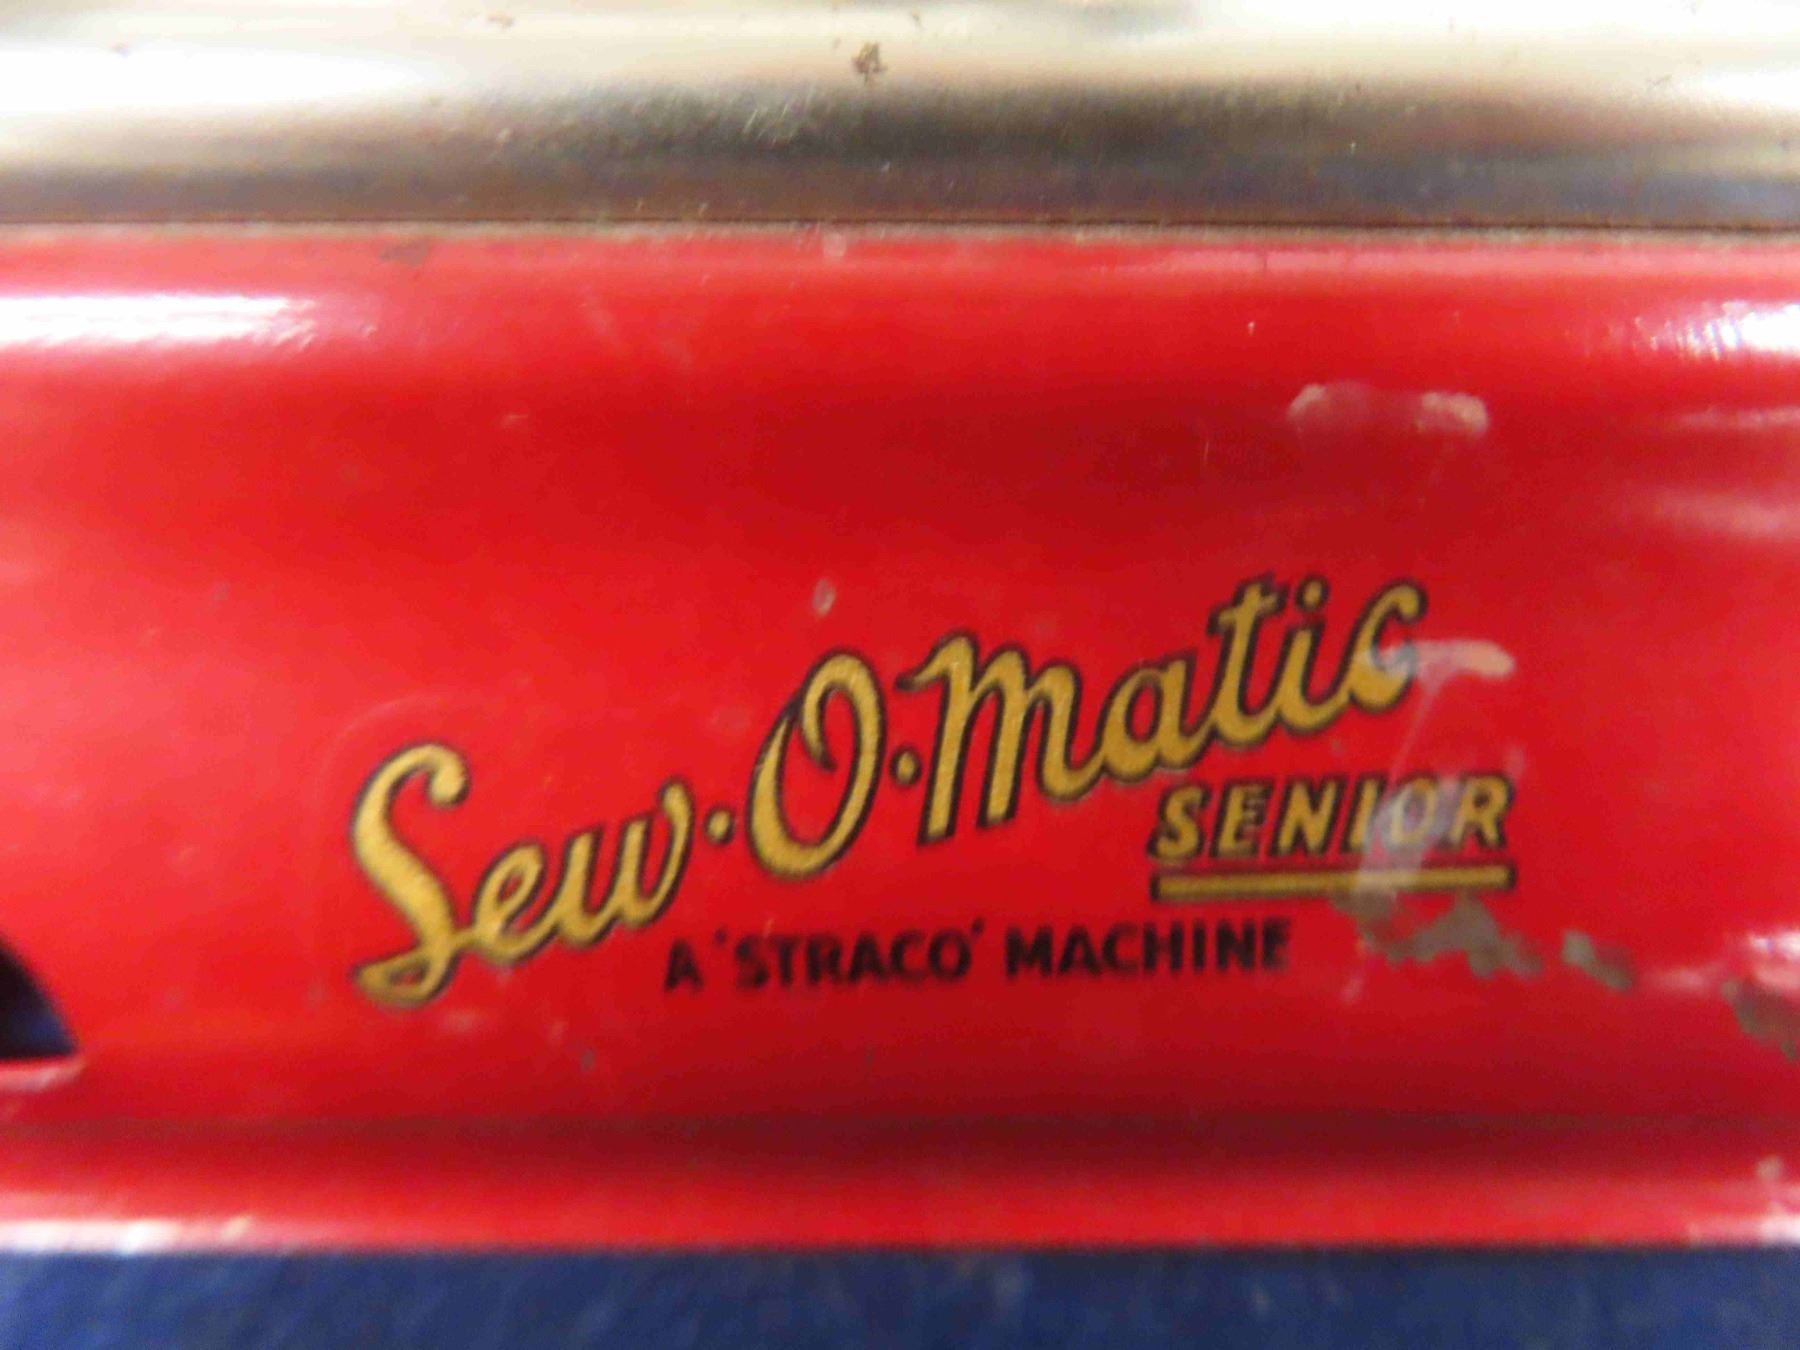 Sew·O·Matic
SENIOR
A 'STRACO' MACHINE